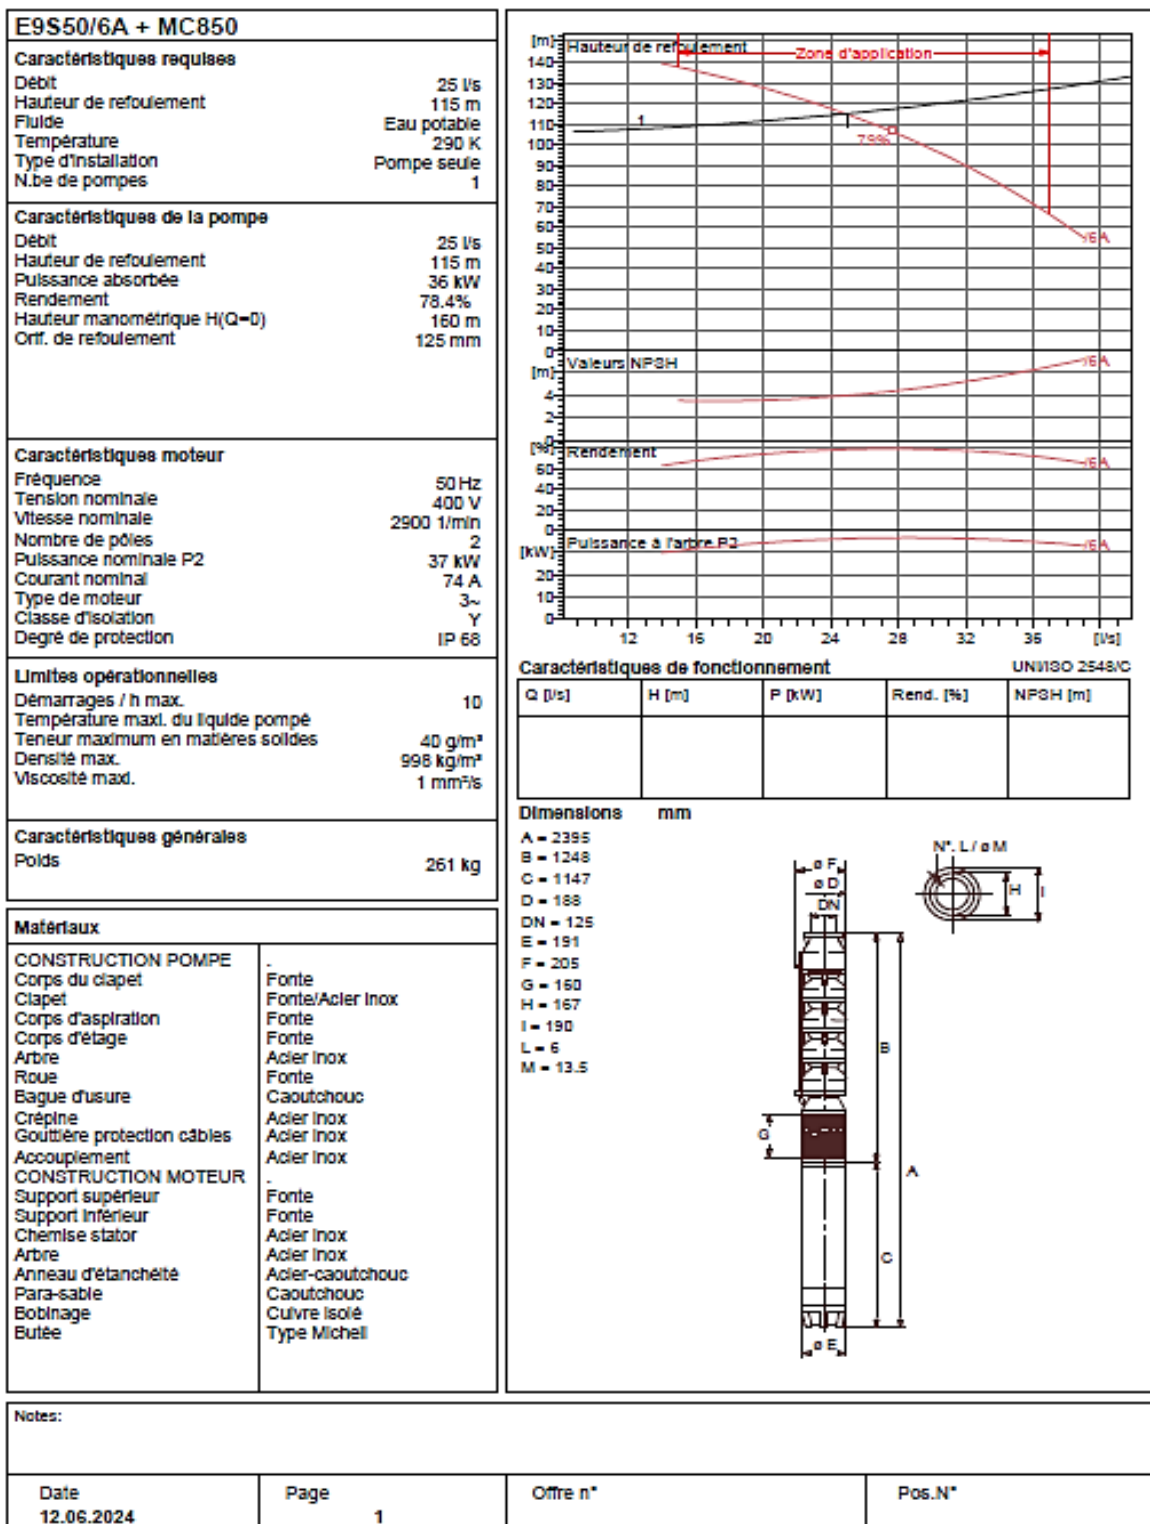 E9S50/6A + MC850
Caractéristiques requises
Débit 25 l/s
Hauteur de refoulement 115 m
Fluide Eau potable
Température 290 K
Type d'installation Pompe seule
N.be de pompes 1
Caractéristiques de la pompe
Débit 25 l/s
Hauteur de refoulement 115 m
Puissance absorbée 36 kW
Rendement 78.4%
Hauteur manométrique H(Q=0) 160 m
Orif. de refoulement 125 mm
Caractéristiques moteur
Fréquence 50 Hz
Tension nominale 400 V
Vitesse nominale 2900 1/min
Nombre de pôles 2
Puissance nominale P2 37 kW
Courant nominal 74 A
Type de moteur 3~
Classe d'isolation Y
Degré de protection IP 68
Limites opérationnelles
Démarrages / h max. 10
Température maxi. du liquide pompé
Teneur maximum en matières solides 40 g/m³
Densité max. 998 kg/m³
Viscosité maxi. 1 mm²/s
Caractéristiques générales
Poids 261 kg
Matériaux
CONSTRUCTION POMPE .
Corps du clapet Fonte
Clapet Fonte/Acier Inox
Corps d'aspiration Fonte
Corps d'étage Fonte
Arbre Acier Inox
Roue Fonte
Bague d'usure Caoutchouc
Crépine Acier Inox
Gouttière protection câbles Acier Inox
Accouplement Acier Inox
CONSTRUCTION MOTEUR .
Support supérieur Fonte
Support Inférieur Fonte
Chemise stator Acier Inox
Arbre Acier Inox
Anneau d'étanchéité Acier-caoutchouc
Para-sable Caoutchouc
Bobinage Cuivre Isolé
Butée Type Michell
[m] Hauteur de refoulement
Zone d'application
140
130
120
110 1
79%
100
90
80
70
60
/6A
50
40
30
20
10
0
[m] Valeurs NPSH /6A
4
2
0
[%] Rendement
/6A
60
40
20
0
[kW] Puissance à l'arbre P2 /6A
20
10
0
12 16 20 24 28 32 36 [l/s]
Caractéristiques de fonctionnement UNI/ISO 2548/C
Q [l/s] H [m] P [kW] Rend. [%] NPSH [m]
Dimensions mm
A = 2395
B = 1248
C = 1147
D = 188
DN = 125
E = 191
F = 205
G = 160
H = 167
I = 190
L = 6
M = 13.5
N°. L / ø M
ø F
ø D
DN
H
I
B
G
A
C
ø E
Notes:
Date Page Offre n° Pos.N°
12.06.2024 1